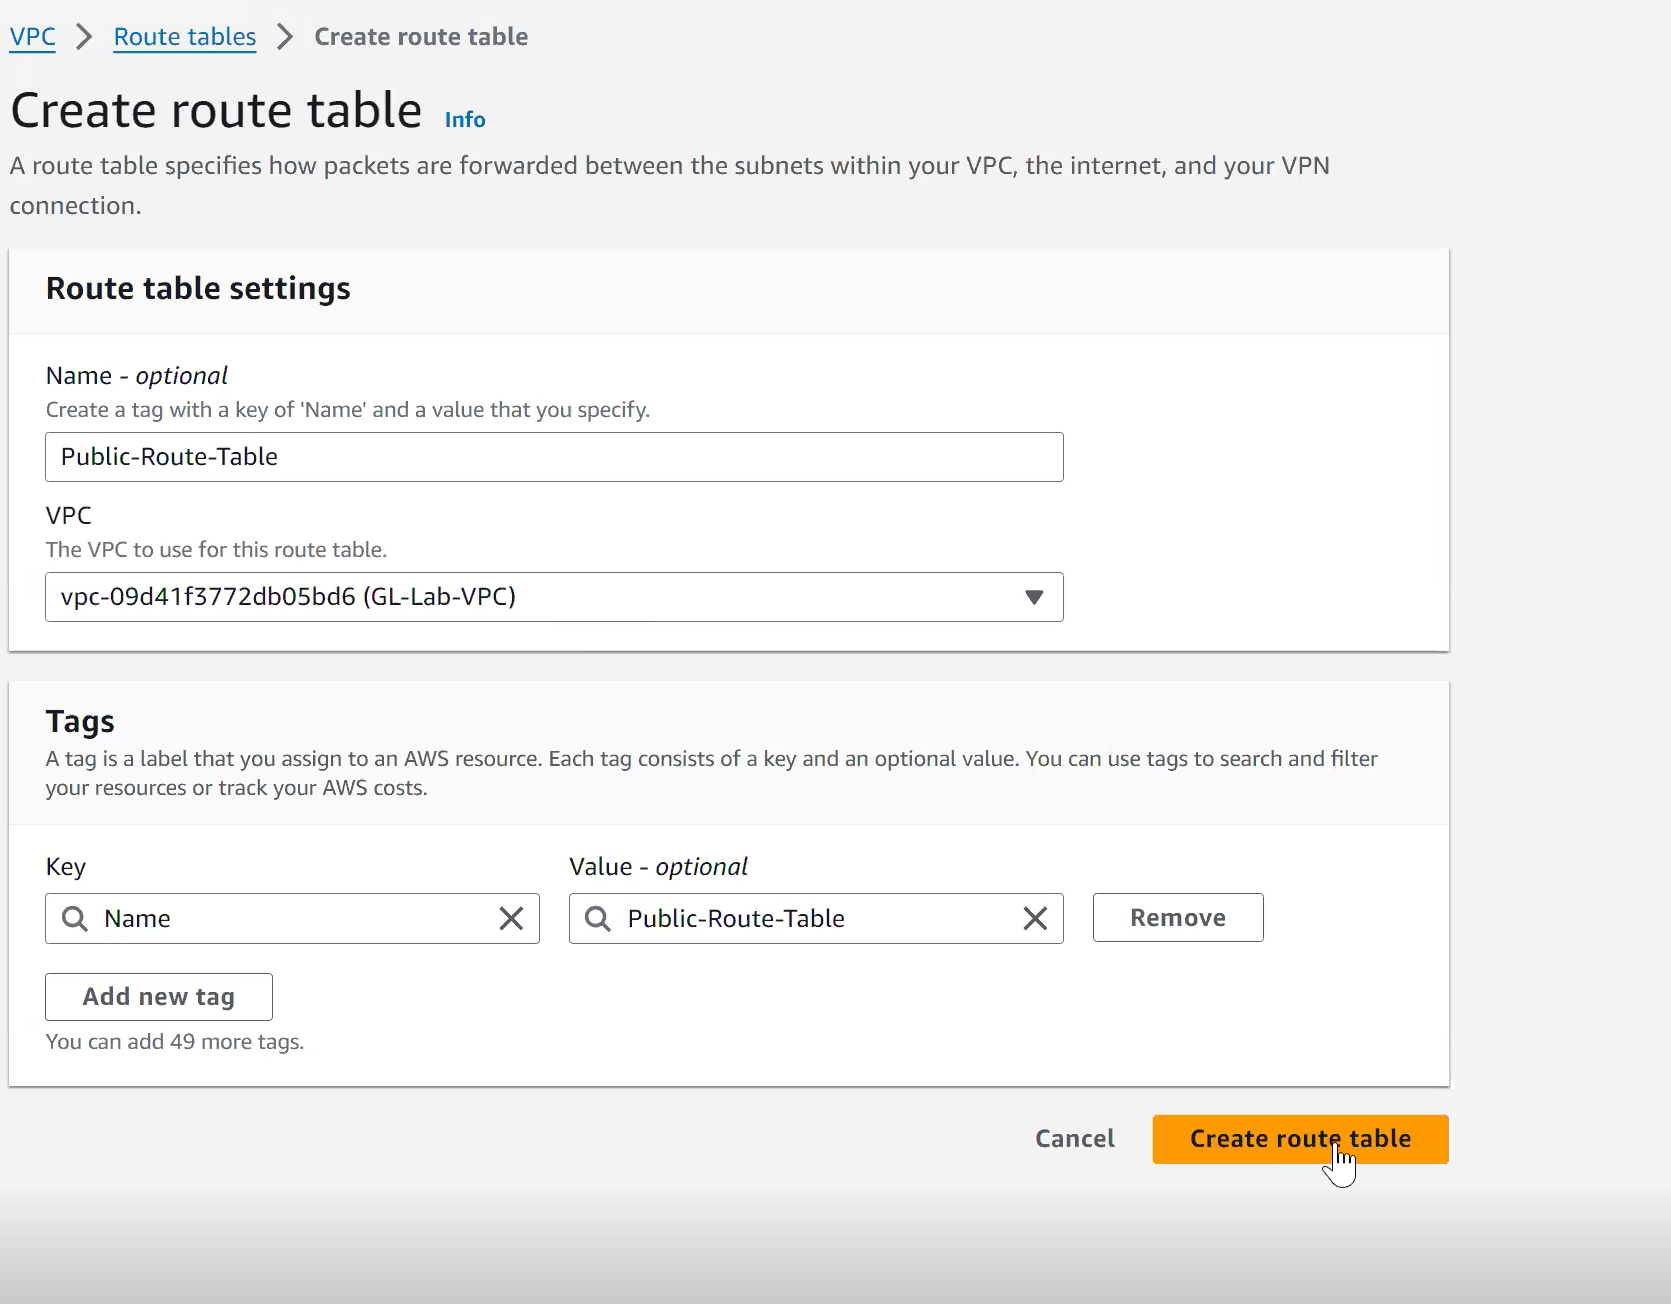 VPC > Route tables > Create route table
Create route table Info
A route table specifies how packets are forwarded between the subnets within your VPC, the internet, and your VPN
connection.
Route table settings
Name - optional
Create a tag with a key of 'Name' and a value that you specify.
Public-Route-Table
VPC
The VPC to use for this route table.
vpc-09d41f3772db05bd6 (GL-Lab-VPC)
Tags
A tag is a label that you assign to an AWS resource. Each tag consists of a key and an optional value. You can use tags to search and filter
your resources or track your AWS costs.
Key Value - optional
Name Public-Route-Table Remove
Add new tag
You can add 49 more tags.
Cancel Create route table